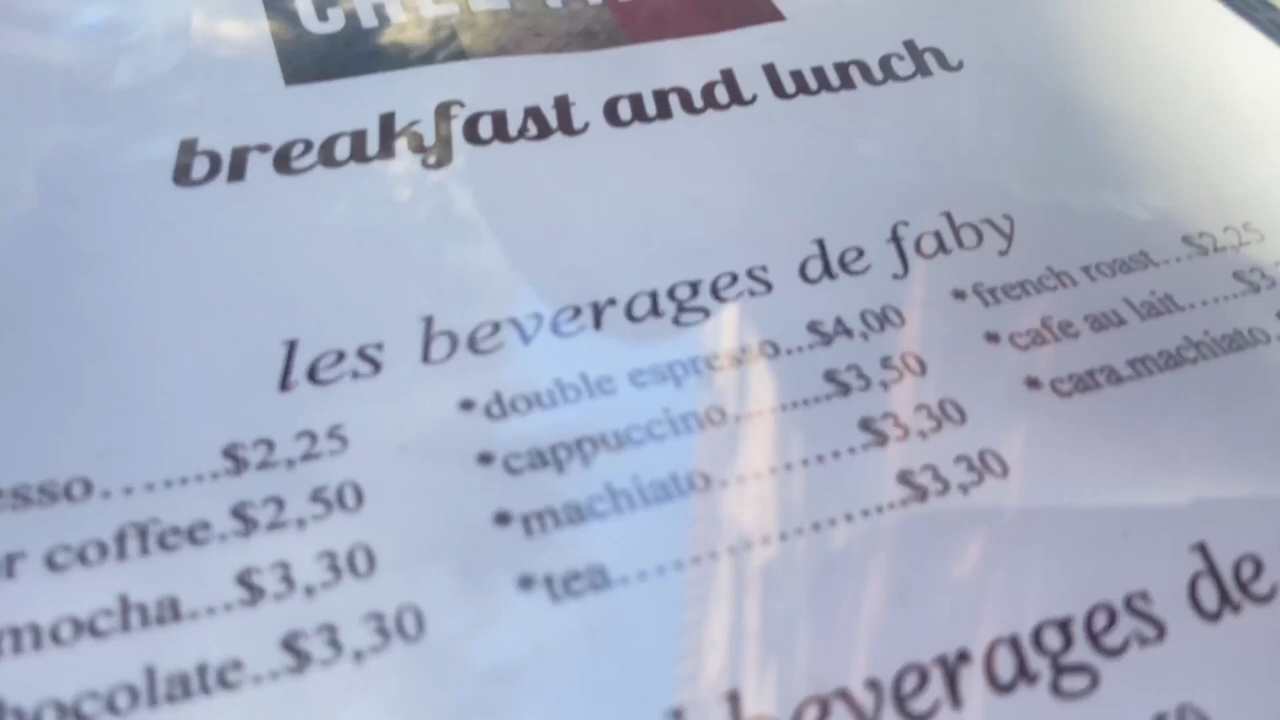 breakfast and lunch
les beverages de faby
$2,25
coffee.$2,50
mocha...$3,30
$3,30
*double espresso...$4,00
*cappuccino.........$3,50
*machiato..........$3,30
*tea....................$3,30
*french roast...$2,25
*cafe au lait......
*cara.machiato.
beverages de